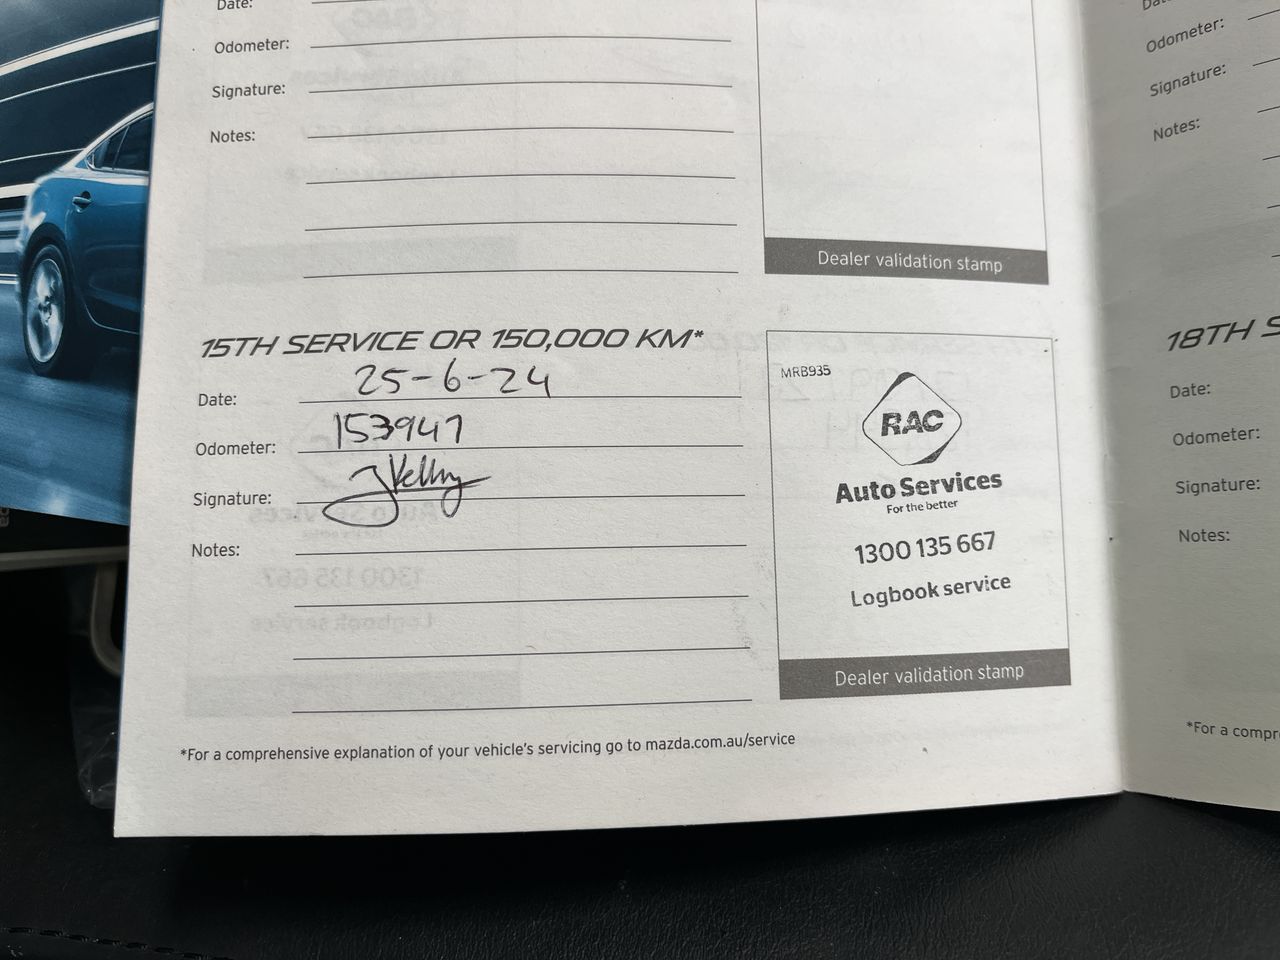 Date:
Odometer:
Signature:
Notes:
Dealer validation stamp
15TH SERVICE OR 150,000 KM*
Date: 25-6-24
Odometer: 153947
Signature: JKelly
Notes:
MRB935
RAC
Auto Services
For the better
1300 135 667
Logbook service
Dealer validation stamp
*For a comprehensive explanation of your vehicle's servicing go to mazda.com.au/service
Odometer:
Signature:
Notes:
18TH S
Date:
Odometer:
Signature:
Notes:
*For a compr